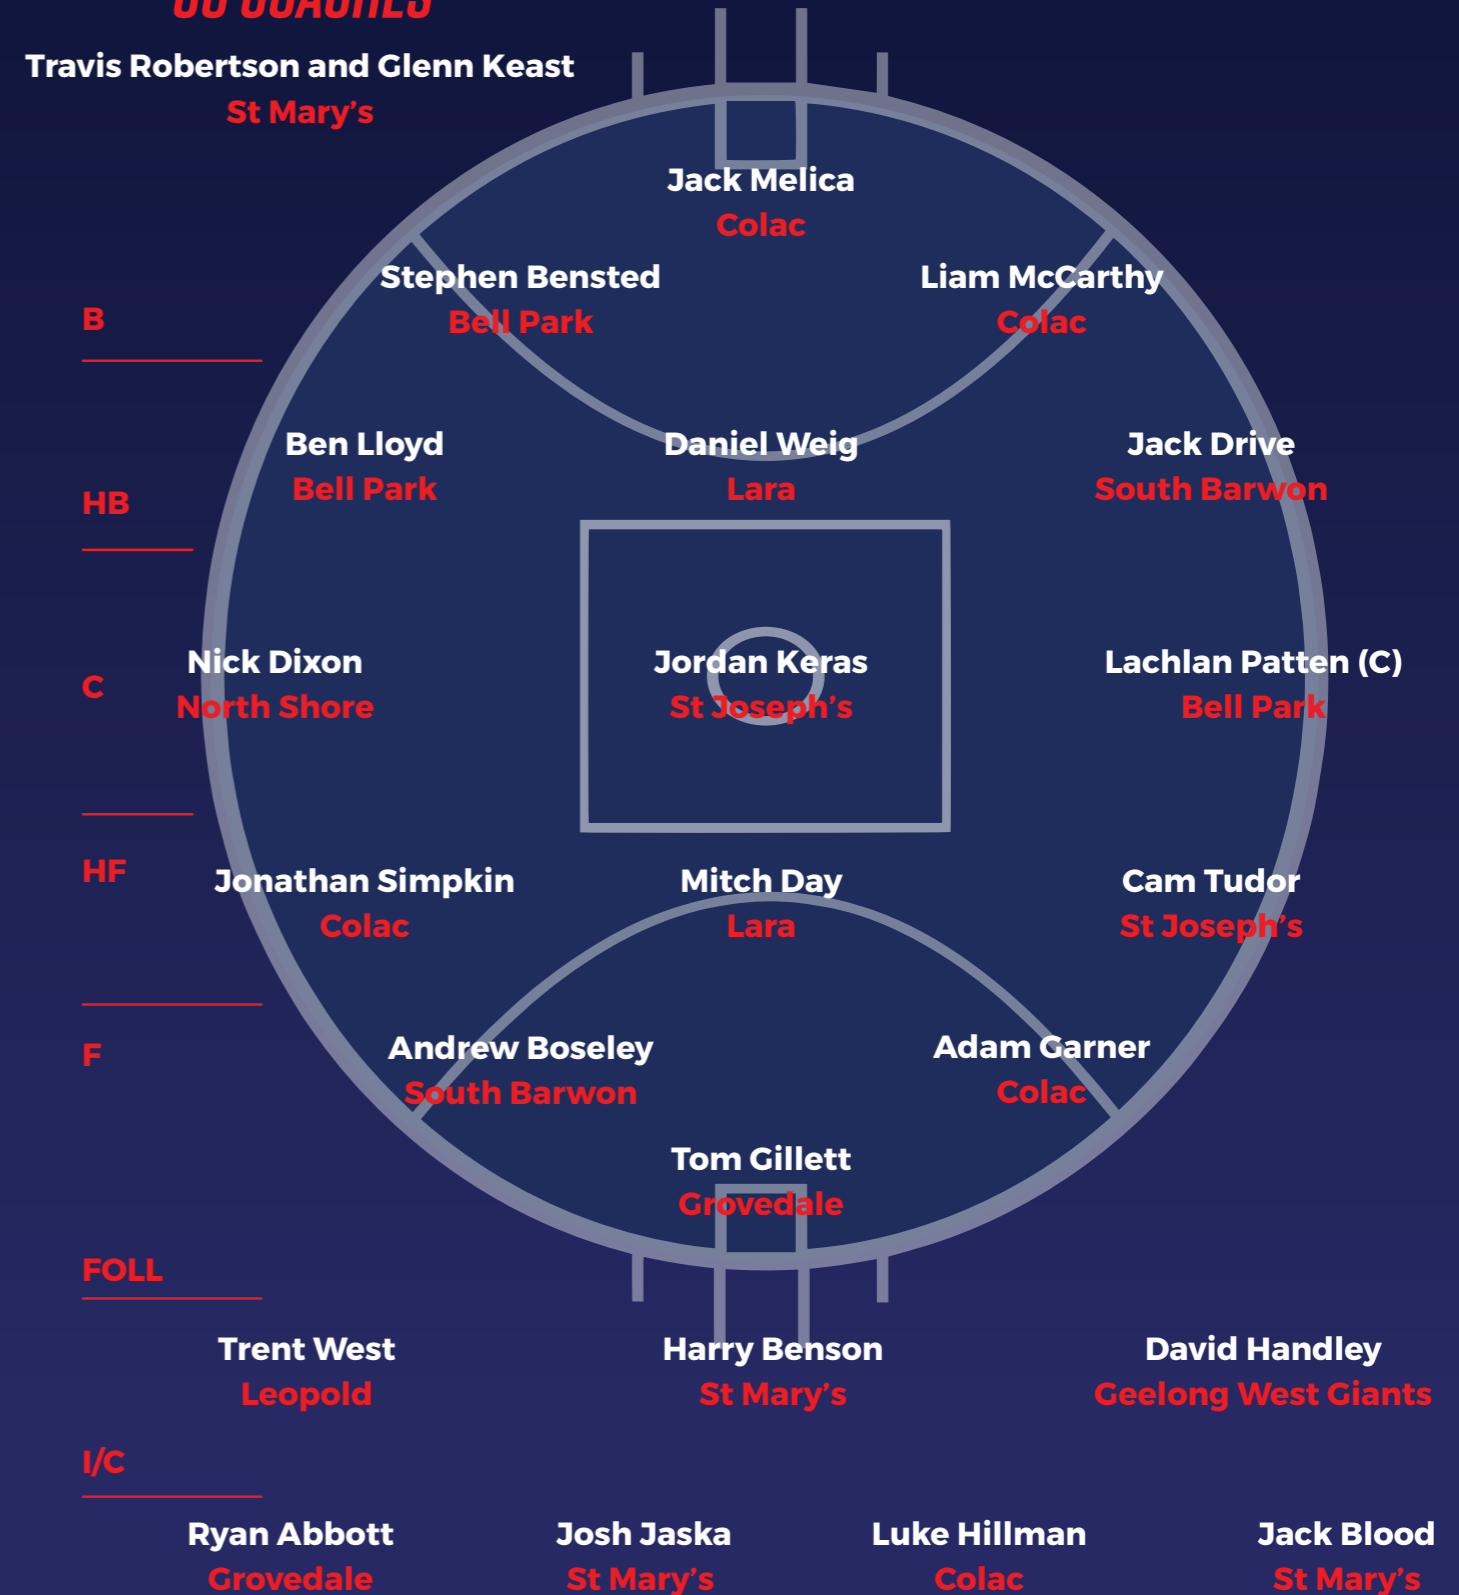 CO COACHES
Travis Robertson and Glenn Keast
St Mary's
Jack Melica
Colac
Stephen Bensted
Liam McCarthy
B
Bell Park
Colac
Ben Lloyd
Daniel Weig
Jack Drive
HB
Bell Park
Lara
South Barwon
Nick Dixon
Jordan Keras
Lachlan Patten (C)
C
North Shore
St Joseph's
Bell Park
HF
Jonathan Simpkin
Mitch Day
Cam Tudor
Colac
Lara
St Joseph's
F
Andrew Boseley
Adam Garner
South Barwon
Colac
Tom Gillett
Grovedale
FOLL
Trent West
Harry Benson
David Handley
Leopold
St Mary's
Geelong West Giants
I/C
Ryan Abbott
Josh Jaska
Luke Hillman
Jack Blood
Grovedale
St Mary's
Colac
St Mary's